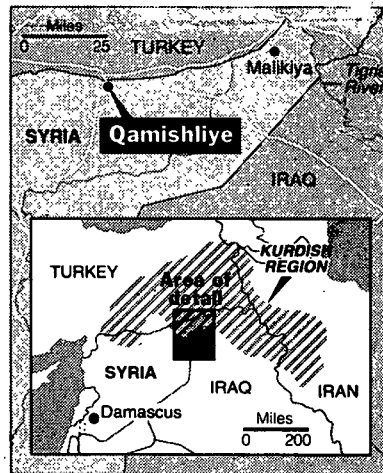 Miles
0 25
TURKEY
Malikiya
Tigris
River
SYRIA
Qamishliye
IRAQ
TURKEY
KURDISH
REGION
Area of
detail
SYRIA
IRAQ
IRAN
Damascus
Miles
0 200